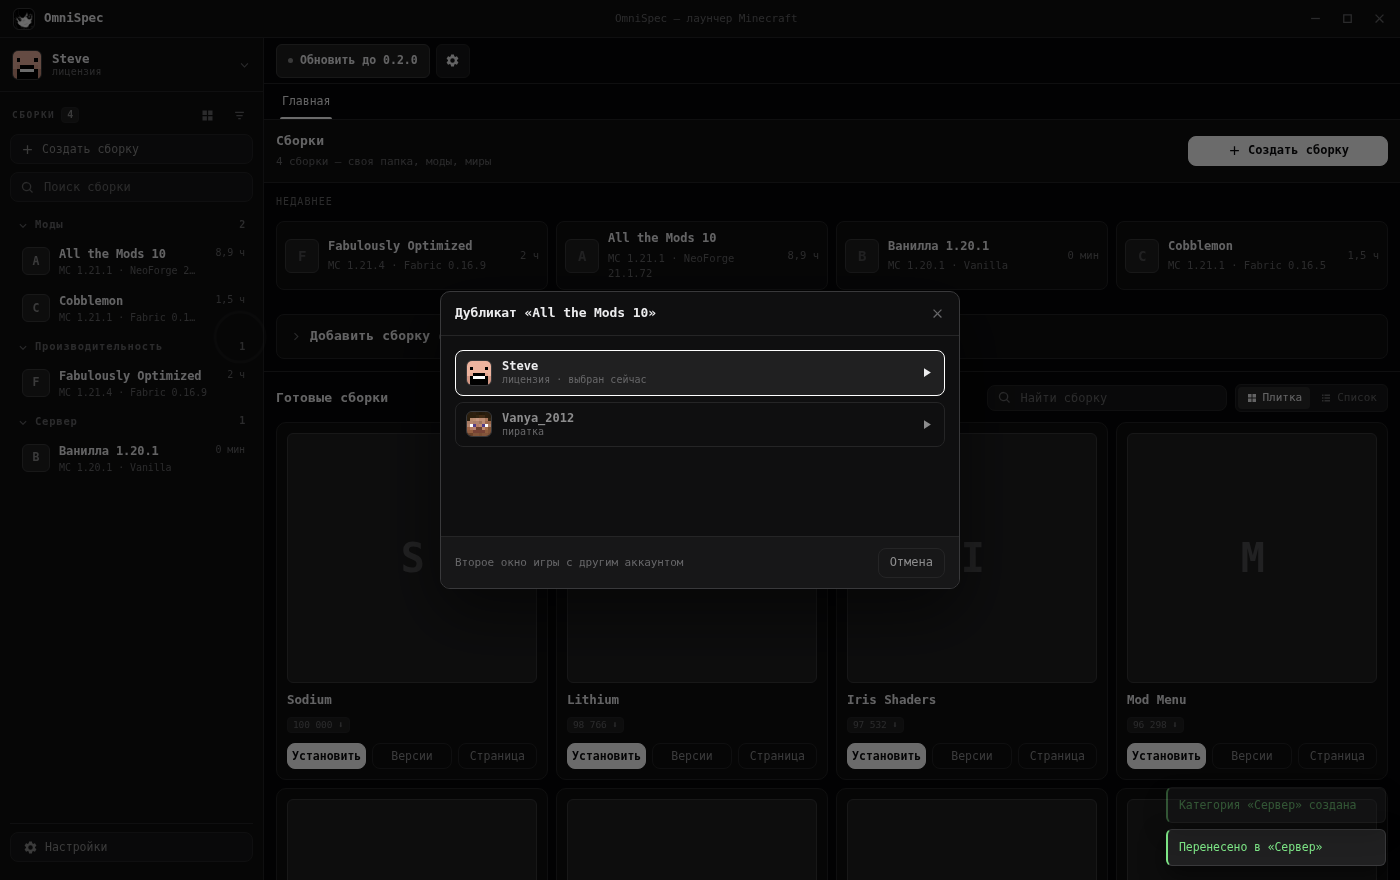 OmniSpec
OmniSpec — лаунчер Minecraft
Steve
лицензия
Обновить до 0.2.0
СБОРКИ 4
Создать сборку
Поиск сборки
Моды 2
A
All the Mods 10
8,9 ч
MC 1.21.1 · NeoForge 2…
C
Cobblemon
1,5 ч
MC 1.21.1 · Fabric 0.1…
Производительность 1
F
Fabulously Optimized
2 ч
MC 1.21.4 · Fabric 0.16.9
Сервер 1
B
Ванилла 1.20.1
0 мин
MC 1.20.1 · Vanilla
Настройки
Главная
Сборки
4 сборки — своя папка, моды, миры
Создать сборку
НЕДАВНЕЕ
F
Fabulously Optimized
MC 1.21.4 · Fabric 0.16.9
2 ч
A
All the Mods 10
MC 1.21.1 · NeoForge
21.1.72
8,9 ч
B
Ванилла 1.20.1
MC 1.20.1 · Vanilla
0 мин
C
Cobblemon
MC 1.21.1 · Fabric 0.16.5
1,5 ч
Добавить сборку
Готовые сборки
Найти сборку
Плитка
Список
Дубликат «All the Mods 10»
Steve
лицензия · выбран сейчас
Vanya_2012
пиратка
Второе окно игры с другим аккаунтом
Отмена
S
I
M
Sodium
100 000
Установить
Версии
Страница
Lithium
98 766
Установить
Версии
Страница
Iris Shaders
97 532
Установить
Версии
Страница
Mod Menu
96 298
Установить
Версии
Страница
Категория «Сервер» создана
Перенесено в «Сервер»